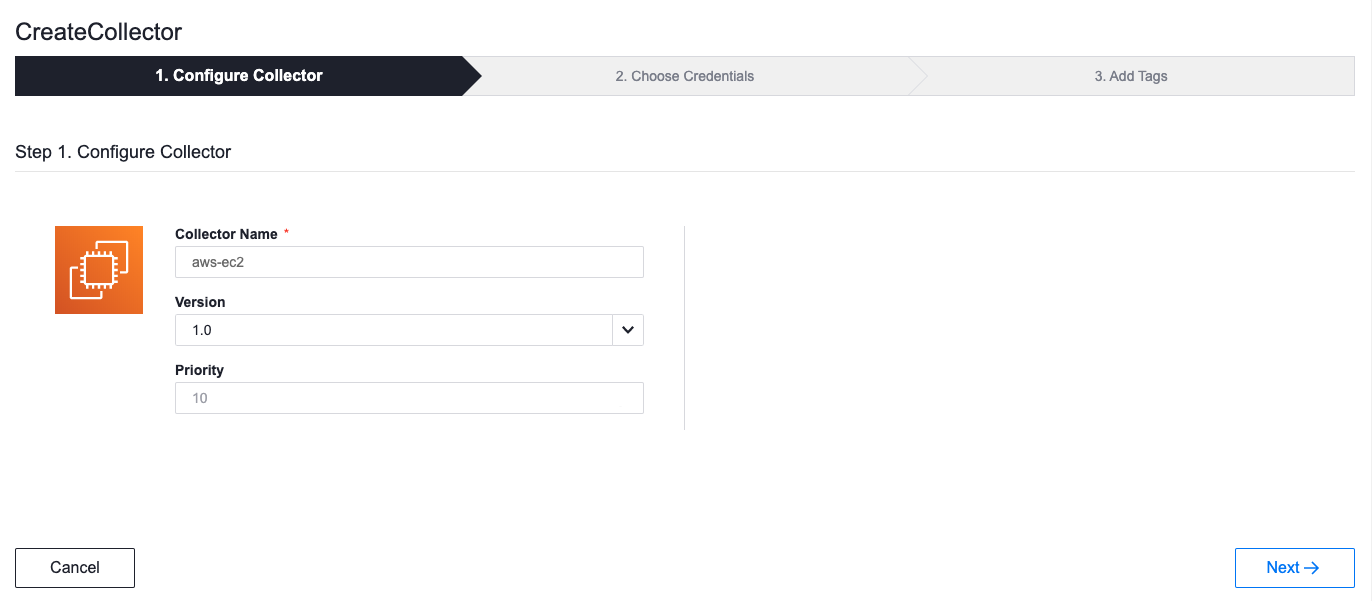 CreateCollector
1. Configure Collector
2. Choose Credentials
3. Add Tags
Step 1. Configure Collector
Collector Name *
aws-ec2
Version
1.0
Priority
10
Cancel
Next →